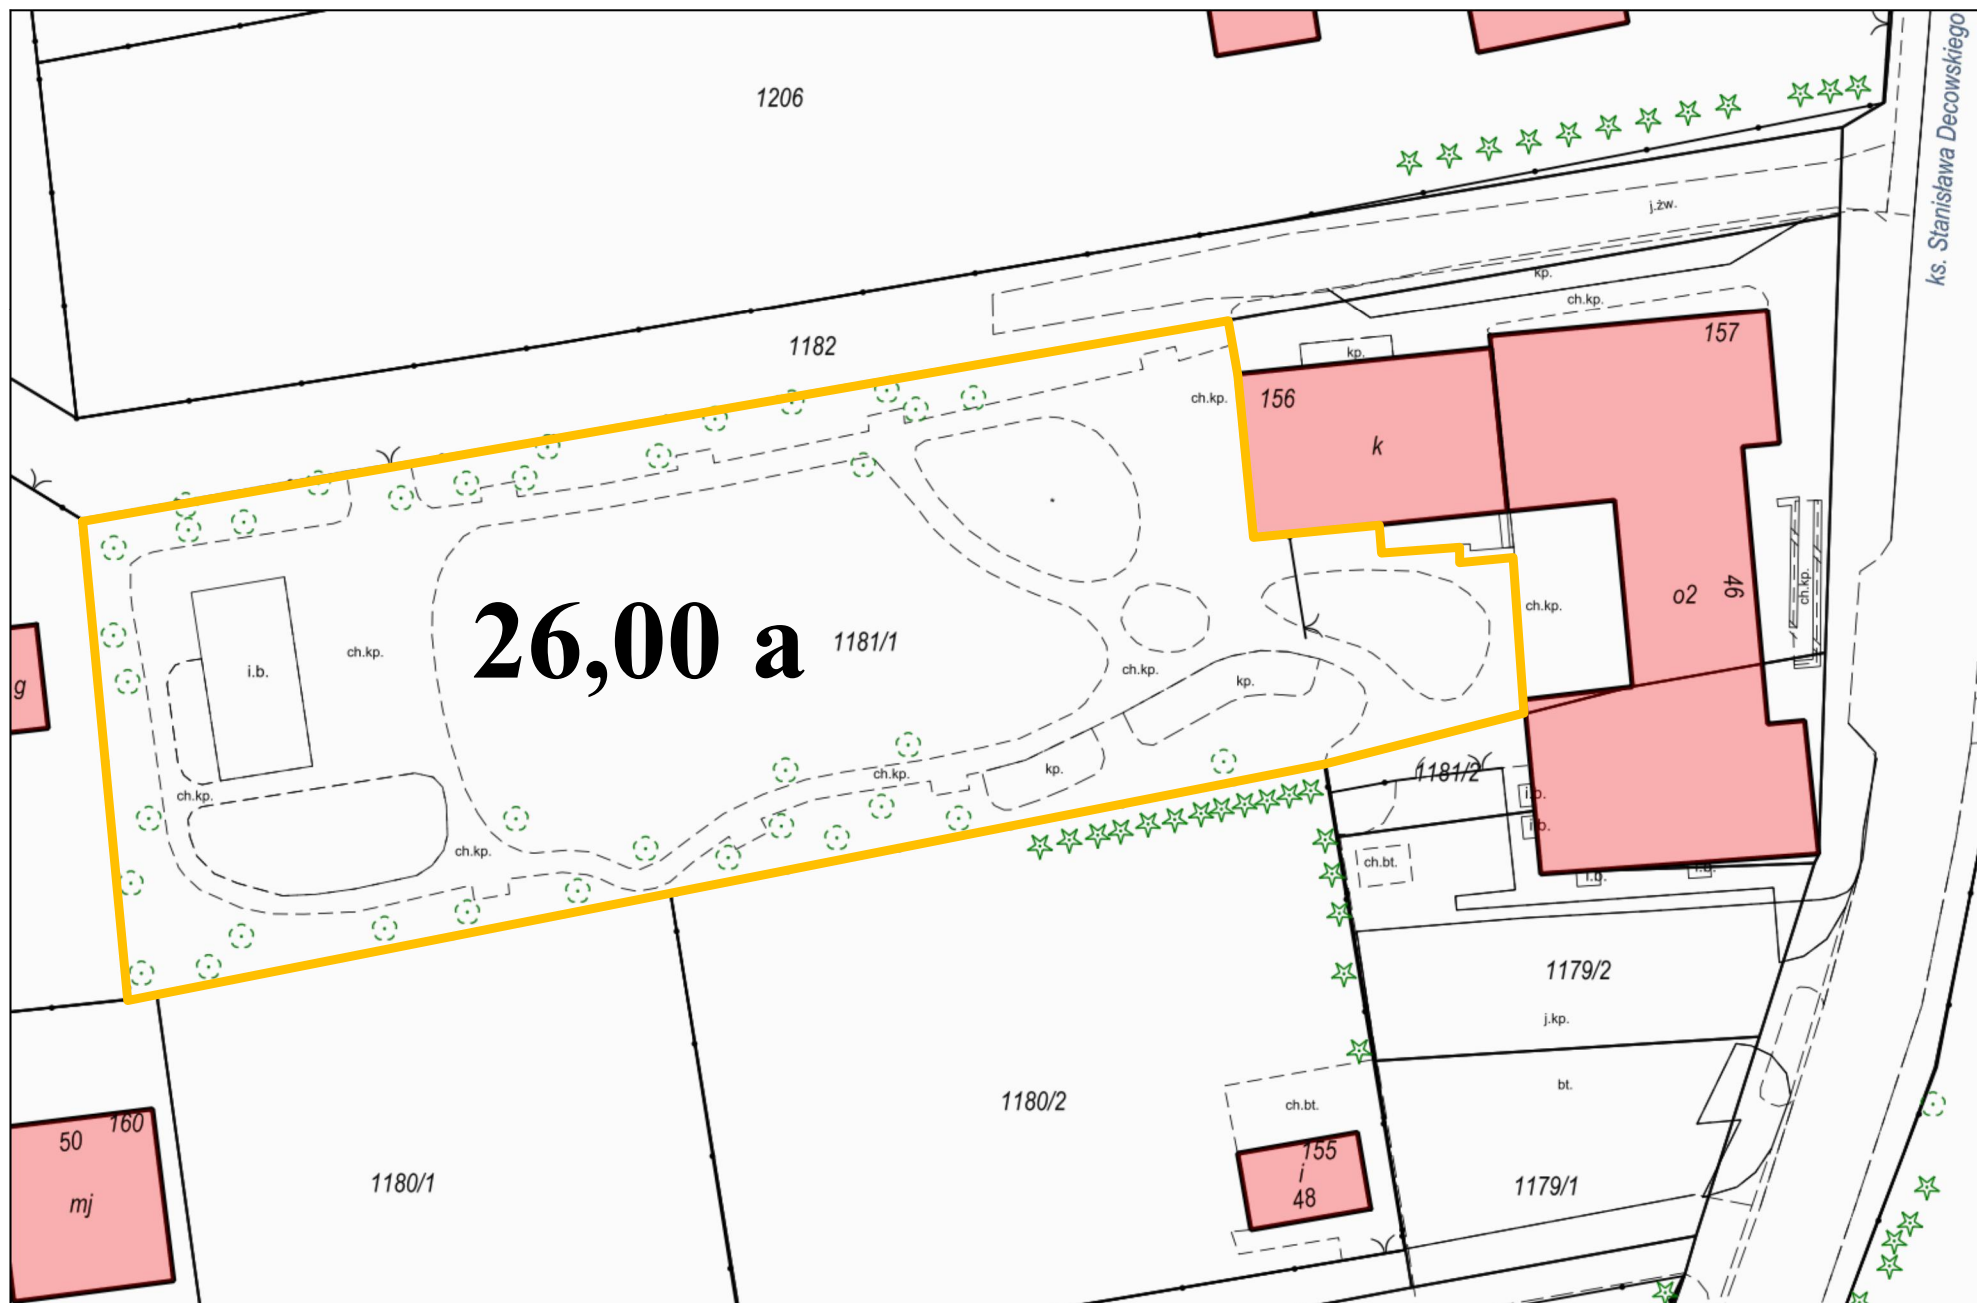 ks. Stanisława Decowskiego
1206
j.żw.
kp.
ch.kp.
157
1182
kp.
ch.kp.
156
k
26,00 a
1181/1
ch.kp.
i.b.
ch.kp.
o2
46
ch.kp.
ch.kp.
kp.
g
kp.
ch.kp.
1181/2
i.b.
ch.kp.
i.b.
ch.kp.
ch.bt.
i.b.
i.b.
1179/2
j.kp.
bt.
1180/2
ch.bt.
160
50
155
i
48
1180/1
1179/1
mj